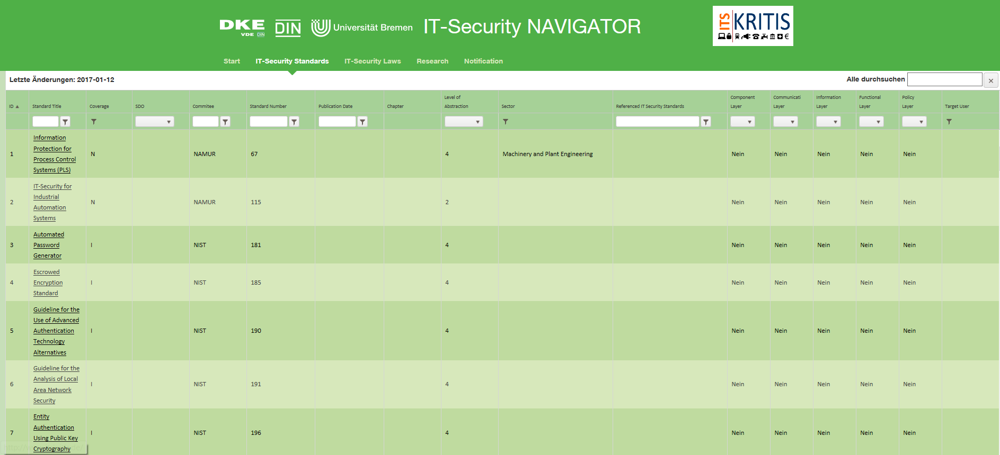 DKE VDE DIN DIN Universität Bremen IT-Security NAVIGATOR ITS KRITIS
Start IT-Security Standards IT-Security Laws Research Notification
Letzte Änderungen: 2017-01-12 Alle durchsuchen
ID Standard Title Coverage SDO Commitee Standard Number Publication Date Chapter Level of Abstraction Sector Referenced IT Security Standards Component Layer Communicati Layer Information Layer Functional Layer Policy Layer Target User
1 Information Protection for Process Control Systems (PLS) N NAMUR 67 4 Machinery and Plant Engineering Nein Nein Nein Nein Nein
2 IT-Security for Industrial Automation Systems N NAMUR 115 2 Nein Nein Nein Nein Nein
3 Automated Password Generator I NIST 181 4 Nein Nein Nein Nein Nein
4 Escrowed Encryption Standard I NIST 185 4 Nein Nein Nein Nein Nein
5 Guideline for the Use of Advanced Authentication Technology Alternatives I NIST 190 4 Nein Nein Nein Nein Nein
6 Guideline for the Analysis of Local Area Network Security I NIST 191 4 Nein Nein Nein Nein Nein
7 Entity Authentication Using Public Key Cryptography I NIST 196 4 Nein Nein Nein Nein Nein